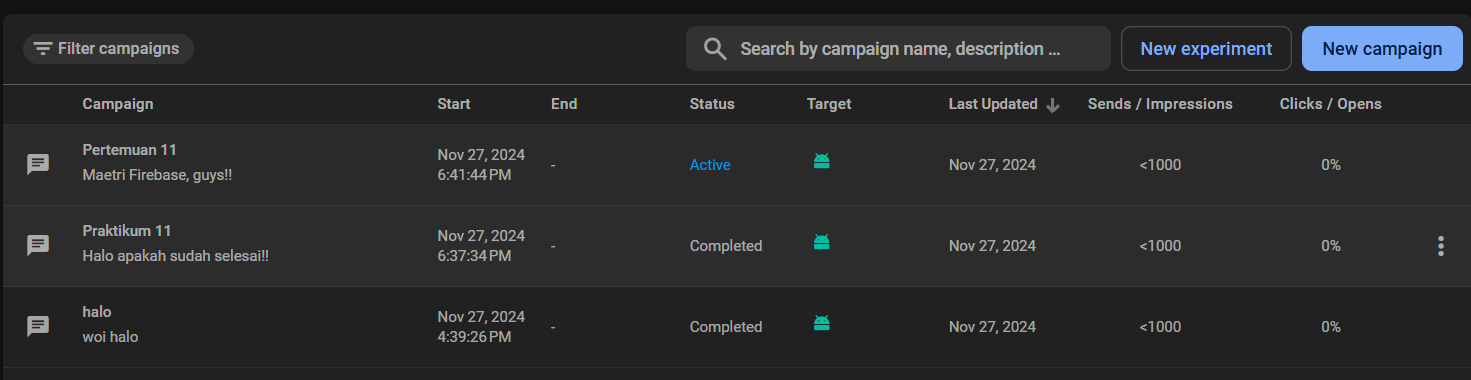 Filter campaigns
Search by campaign name, description ...
New experiment
New campaign
Campaign Start End Status Target Last Updated Sends / Impressions Clicks / Opens
Pertemuan 11
Maetri Firebase, guys!!
Nov 27, 2024
6:41:44 PM
-
Active
Nov 27, 2024
<1000
0%
Praktikum 11
Halo apakah sudah selesai!!
Nov 27, 2024
6:37:34 PM
-
Completed
Nov 27, 2024
<1000
0%
halo
woi halo
Nov 27, 2024
4:39:26 PM
-
Completed
Nov 27, 2024
<1000
0%